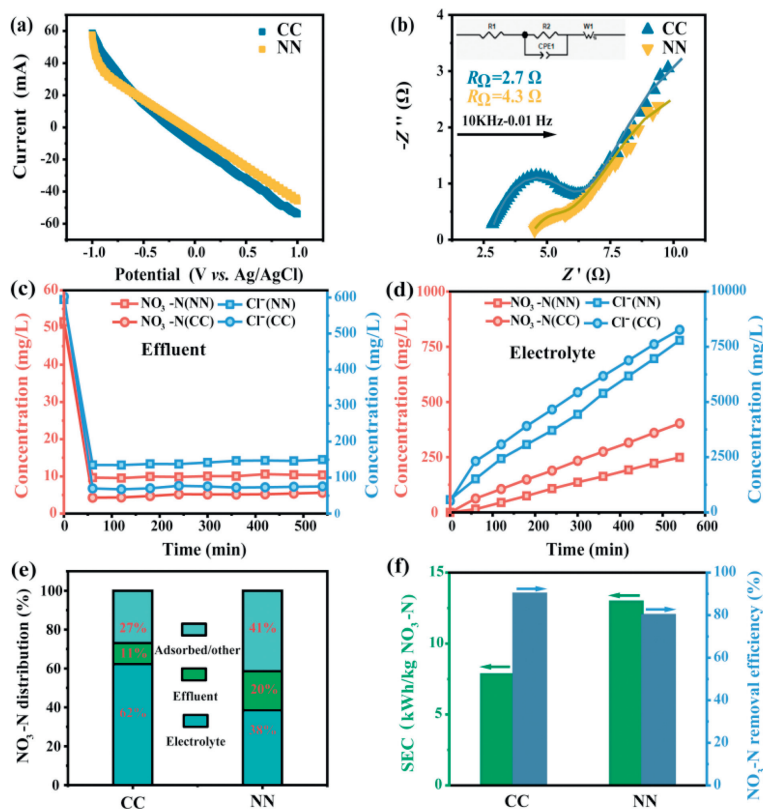 (a)
CC
NN
Current (mA)
60
40
20
0
-20
-40
60
-1.0
-0.5
0.0
0.5
1.0
Potential (V vs. Ag/AgCl)
(b)
R1
R2
W1
CPE1
CC
NN
RΩ=2.7 Ω
RΩ=4.3 Ω
10KHz-0.01 Hz
-Z'' (Ω)
4
3
2
1
0
2.5
5.0
7.5
10.0
Z' (Ω)
(c)
NO3 -N(NN)
Cl-(NN)
NO3 -N(CC)
Cl-(CC)
Effluent
Concentration (mg/L)
60
50
40
30
20
10
0
600
500
400
300
200
100
0
Concentration (mg/L)
0
100
200
300
400
500
Time (min)
(d)
NO3 -N(NN)
Cl-(NN)
NO3 -N(CC)
Cl-(CC)
Electrolyte
Concentration (mg/L)
1000
750
500
250
0
10000
7500
5000
2500
0
Concentration (mg/L)
0
100
200
300
400
500
600
Time (min)
(e)
NO3-N distribution (%)
100
80
60
40
20
0
27%
11%
62%
Adsorbed/other
Effluent
Electrolyte
41%
20%
38%
CC
NN
(f)
SEC (kWh/kg NO3-N)
15
10
5
0
100
80
60
40
20
0
NO3-N removal efficiency (%)
CC
NN